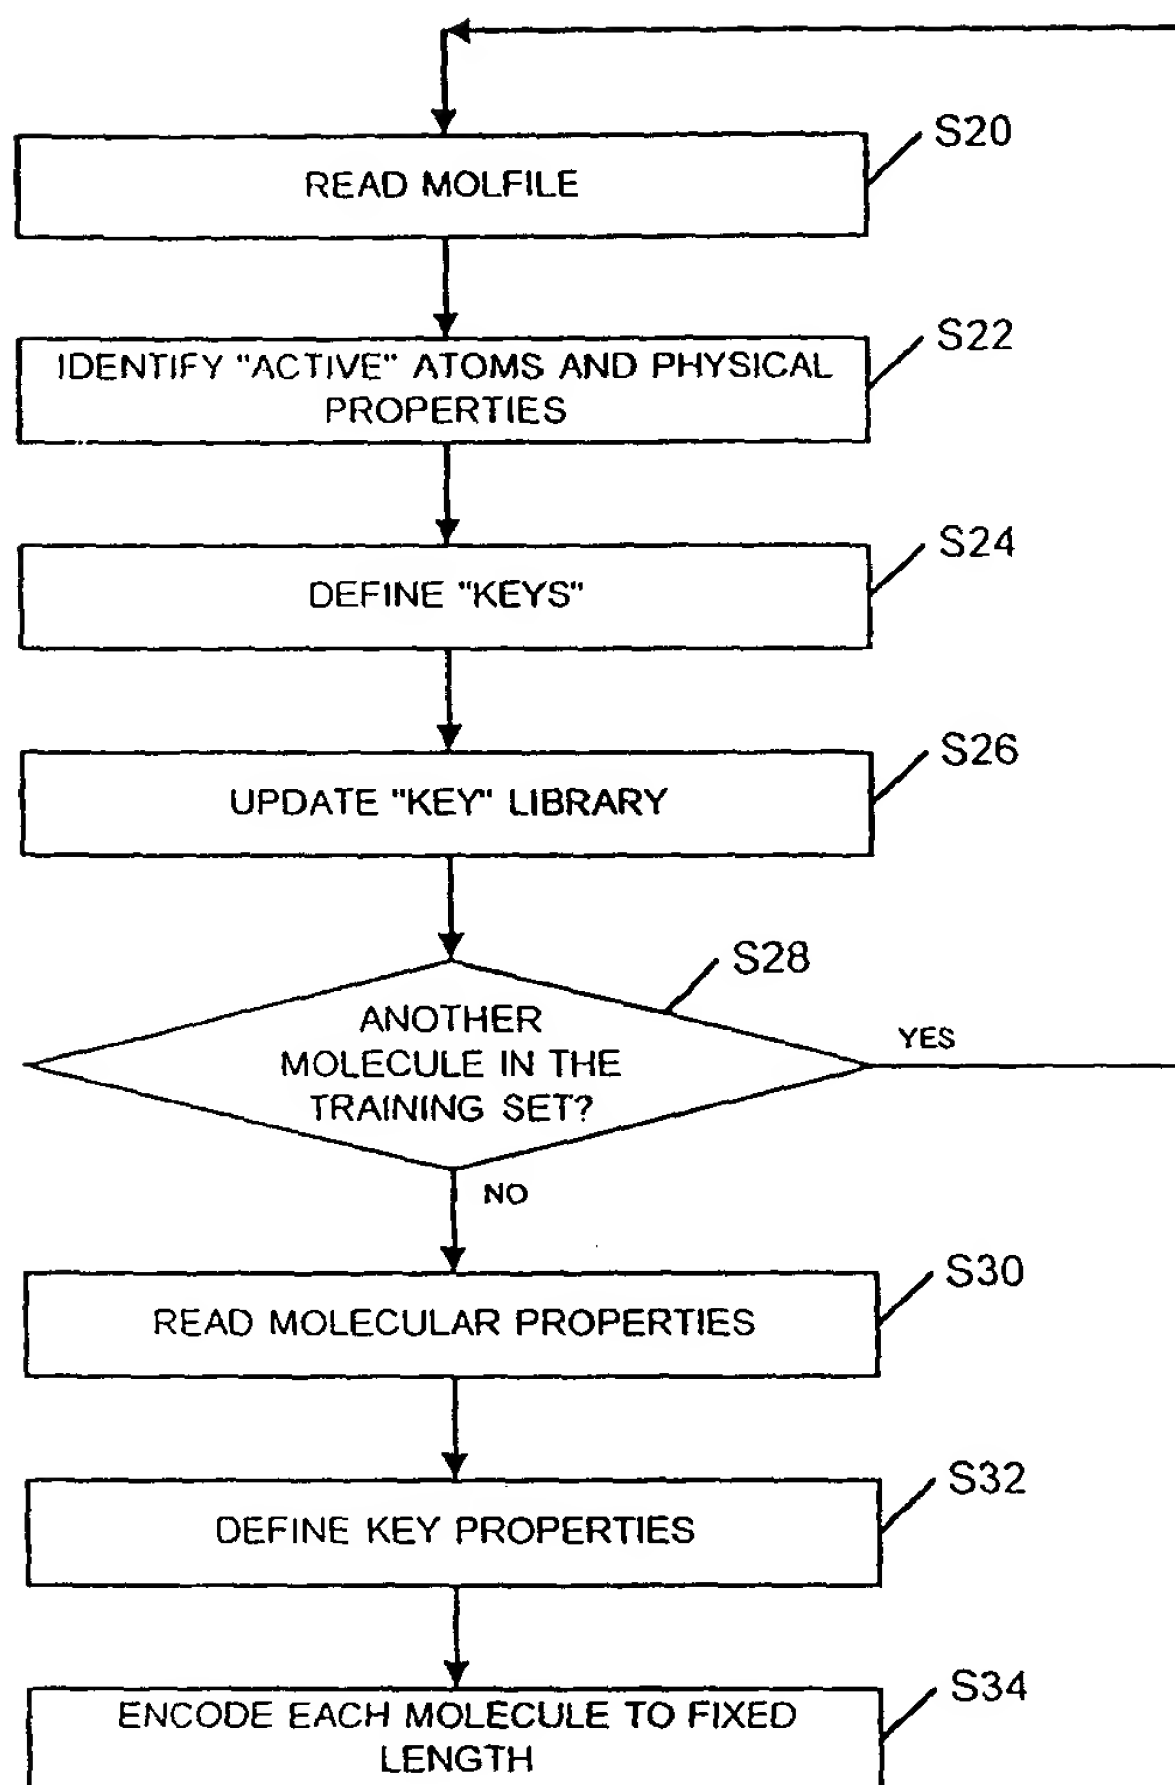 S20
READ MOLFILE
S22
IDENTIFY "ACTIVE" ATOMS AND PHYSICAL
PROPERTIES
S24
DEFINE "KEYS"
S26
UPDATE "KEY" LIBRARY
S28
ANOTHER
MOLECULE IN THE
TRAINING SET?
YES
NO
S30
READ MOLECULAR PROPERTIES
S32
DEFINE KEY PROPERTIES
S34
ENCODE EACH MOLECULE TO FIXED
LENGTH